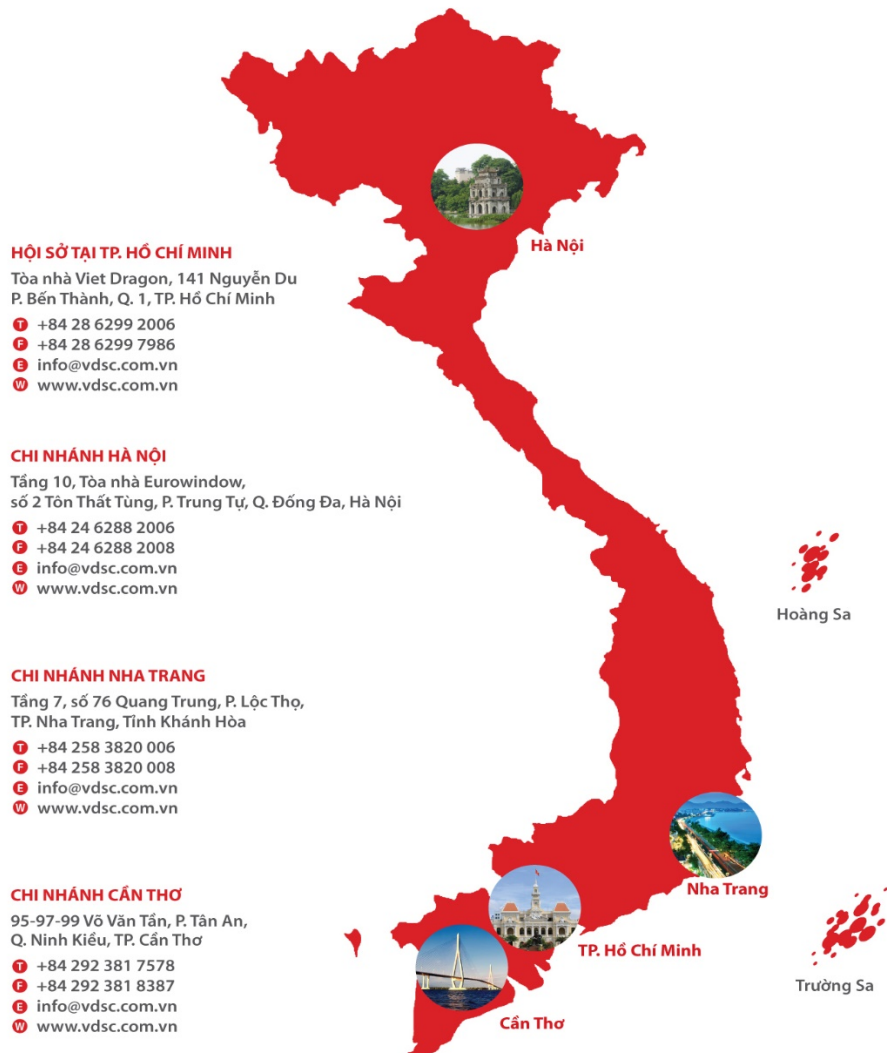 HỘI SỞ TẠI TP. HỒ CHÍ MINH
Tòa nhà Viet Dragon, 141 Nguyễn Du
P. Bến Thành, Q. 1, TP. Hồ Chí Minh
T +84 28 6299 2006
F +84 28 6299 7986
E info@vdsc.com.vn
W www.vdsc.com.vn
CHI NHÁNH HÀ NỘI
Tầng 10, Tòa nhà Eurowindow,
số 2 Tôn Thất Tùng, P. Trung Tự, Q. Đống Đa, Hà Nội
T +84 24 6288 2006
F +84 24 6288 2008
E info@vdsc.com.vn
W www.vdsc.com.vn
CHI NHÁNH NHA TRANG
Tầng 7, số 76 Quang Trung, P. Lộc Thọ,
TP. Nha Trang, Tỉnh Khánh Hòa
T +84 258 3820 006
F +84 258 3820 008
E info@vdsc.com.vn
W www.vdsc.com.vn
CHI NHÁNH CẦN THƠ
95-97-99 Võ Văn Tần, P. Tân An,
Q. Ninh Kiều, TP. Cần Thơ
T +84 292 381 7578
F +84 292 381 8387
E info@vdsc.com.vn
W www.vdsc.com.vn
Hà Nội
Hoàng Sa
Nha Trang
TP. Hồ Chí Minh
Trường Sa
Cần Thơ